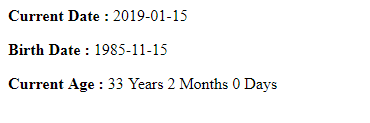 Current Date : 2019-01-15
Birth Date : 1985-11-15
Current Age : 33 Years 2 Months 0 Days